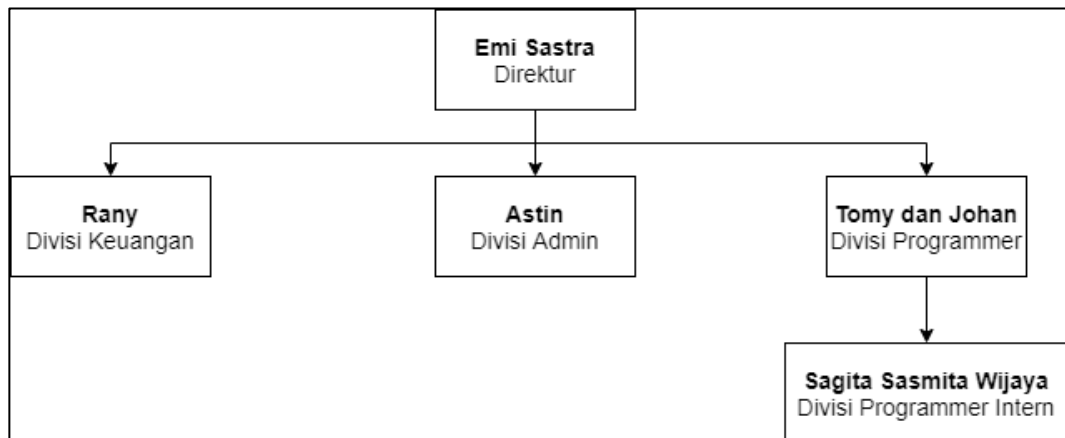 Emi Sastra
Direktur
Rany
Divisi Keuangan
Astin
Divisi Admin
Tomy dan Johan
Divisi Programmer
Sagita Sasmita Wijaya
Divisi Programmer Intern